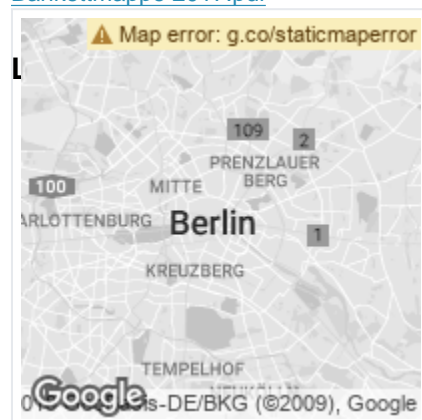 ⚠ Map error: g.co/staticmaperror
L
109
2
PRENZLAUER
BERG
100
MITTE
Berlin
1
KREUZBERG
TEMPELHOF
Google
-DE/BKG (©2009), Google